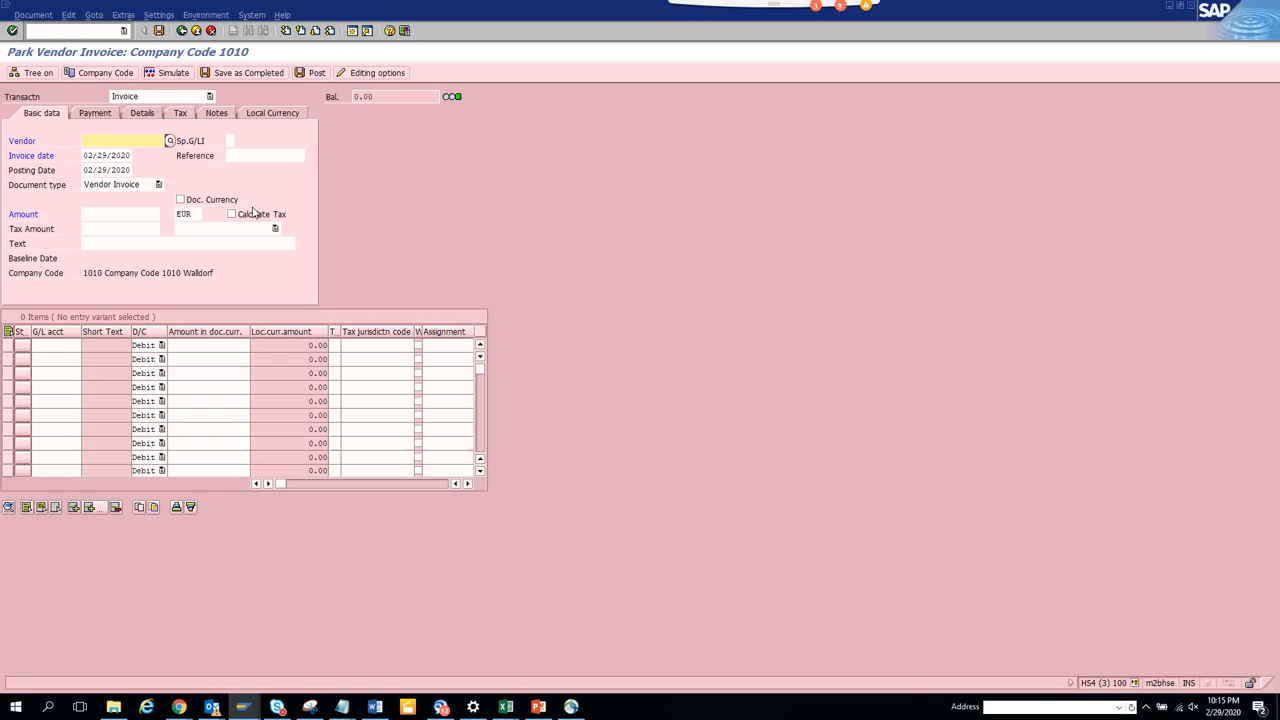 Document Edit Goto Extras Settings Environment System Help
SAP
3 9
Park Vendor Invoice: Company Code 1010
Tree on Company Code Simulate Save as Completed Post Editing options
Transactn Invoice Bal. 0.00
Basic data Payment Details Tax Notes Local Currency
Vendor Sp.G/LI
Invoice date 02/29/2020 Reference
Posting Date 02/29/2020
Document type Vendor Invoice
Doc. Currency
Amount EUR Calculate Tax
Tax Amount
Text
Baseline Date
Company Code 1010 Company Code 1010 Walldorf
0 Items ( No entry variant selected )
St.. G/L acct Short Text D/C Amount in doc.curr. Loc.curr.amount T.. Tax jurisdictn code W Assignment
Debit 0.00
Debit 0.00
Debit 0.00
Debit 0.00
Debit 0.00
Debit 0.00
Debit 0.00
Debit 0.00
Debit 0.00
Debit 0.00
HS4 (3) 100 m2bhse INS
Address
10:15 PM
2/29/2020